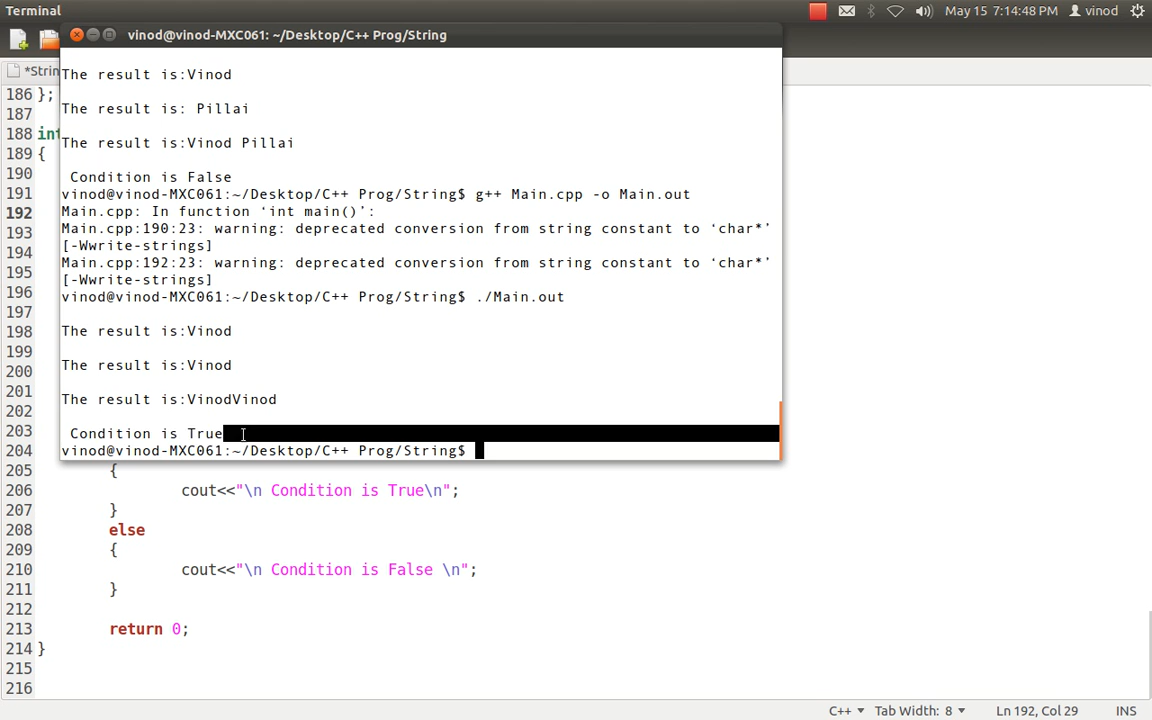 Terminal
May 15 7:14:48 PM vinod
vinod@vinod-MXC061: ~/Desktop/C++ Prog/String
*Strin
The result is:Vinod
The result is: Pillai
The result is:Vinod Pillai
 Condition is False
vinod@vinod-MXC061:~/Desktop/C++ Prog/String$ g++ Main.cpp -o Main.out
Main.cpp: In function ‘int main()’:
Main.cpp:190:23: warning: deprecated conversion from string constant to ‘char*’
[-Wwrite-strings]
Main.cpp:192:23: warning: deprecated conversion from string constant to ‘char*’
[-Wwrite-strings]
vinod@vinod-MXC061:~/Desktop/C++ Prog/String$ ./Main.out
The result is:Vinod
The result is:Vinod
The result is:VinodVinod
 Condition is True
vinod@vinod-MXC061:~/Desktop/C++ Prog/String$
186 };
187
188 int
189 {
190
191
192
193
194
195
196
197
198
199
200
201
202
203
204
205 {
206 cout<<"\n Condition is True\n";
207 }
208 else
209 {
210 cout<<"\n Condition is False \n";
211 }
212
213 return 0;
214 }
215
216
C++ Tab Width: 8 Ln 192, Col 29 INS